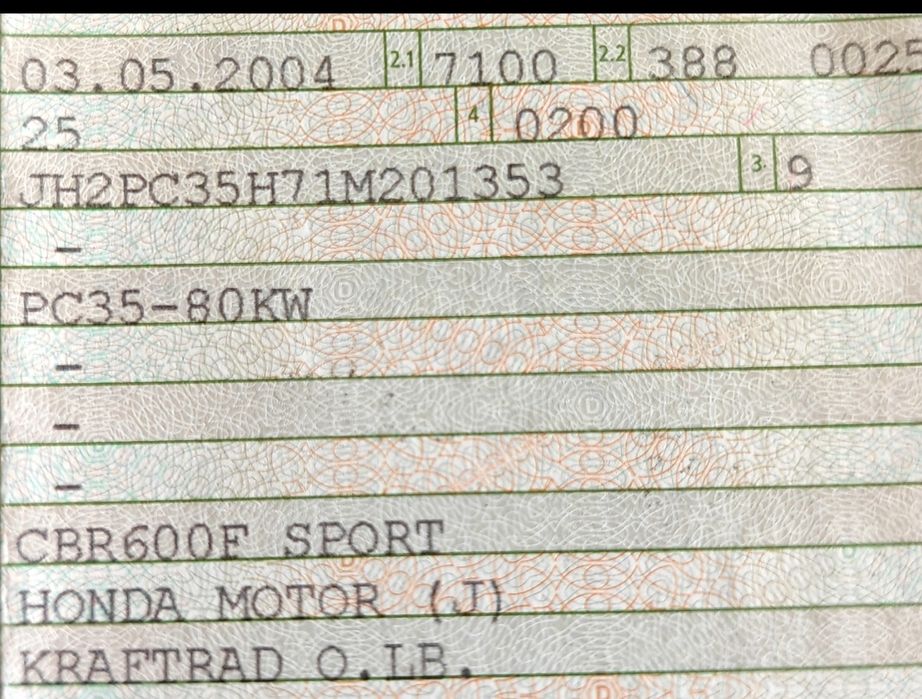 03.05.2004 2.1 7100 2.2 388 0025
25 4 0200
JH2PC35H71M201353 3. 9
-
PC35-80KW
-
-
-
CBR600F SPORT
HONDA MOTOR (J)
KRAFTRAD O.LB.